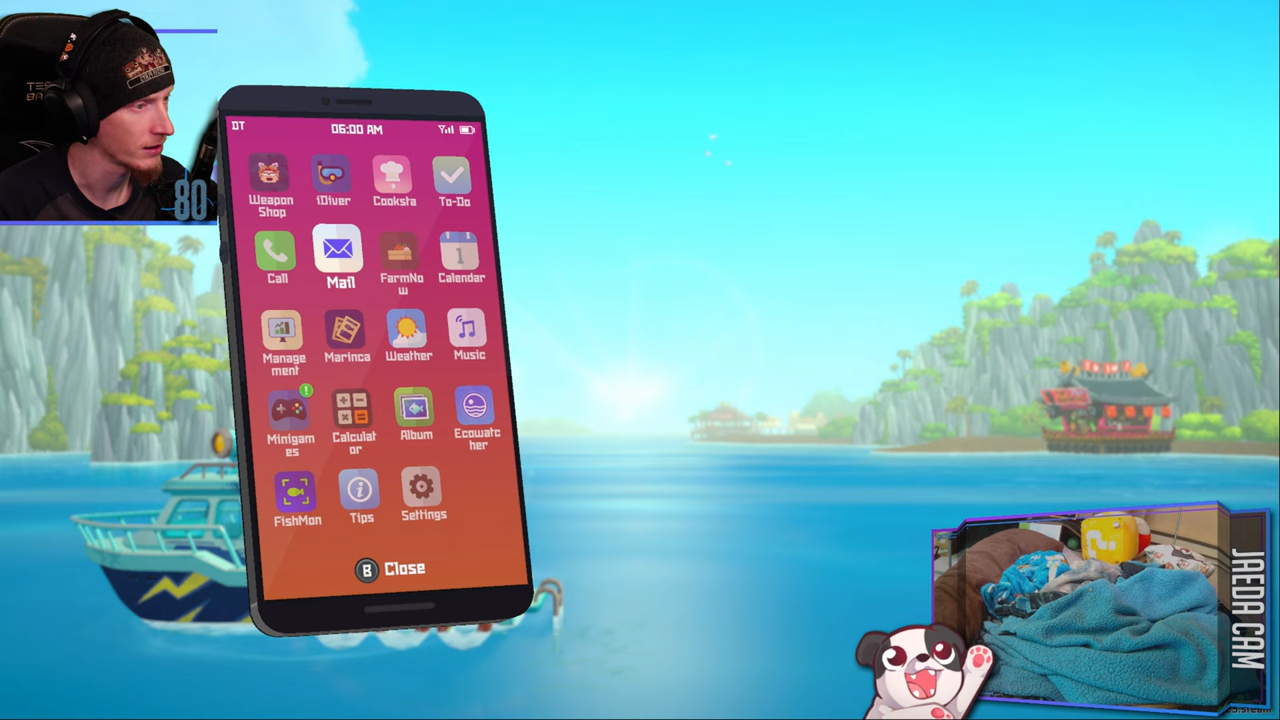 DT
06:00 AM
Weapon
Shop
iDiver
Cooksta
To-Do
Call
Mail
FarmNo
w
Calendar
1
Manage
ment
Marinca
Weather
Music
!
Minigam
es
Calculat
or
Album
Ecowatc
her
FishMon
Tips
Settings
B Close
80
JAEDA CAM